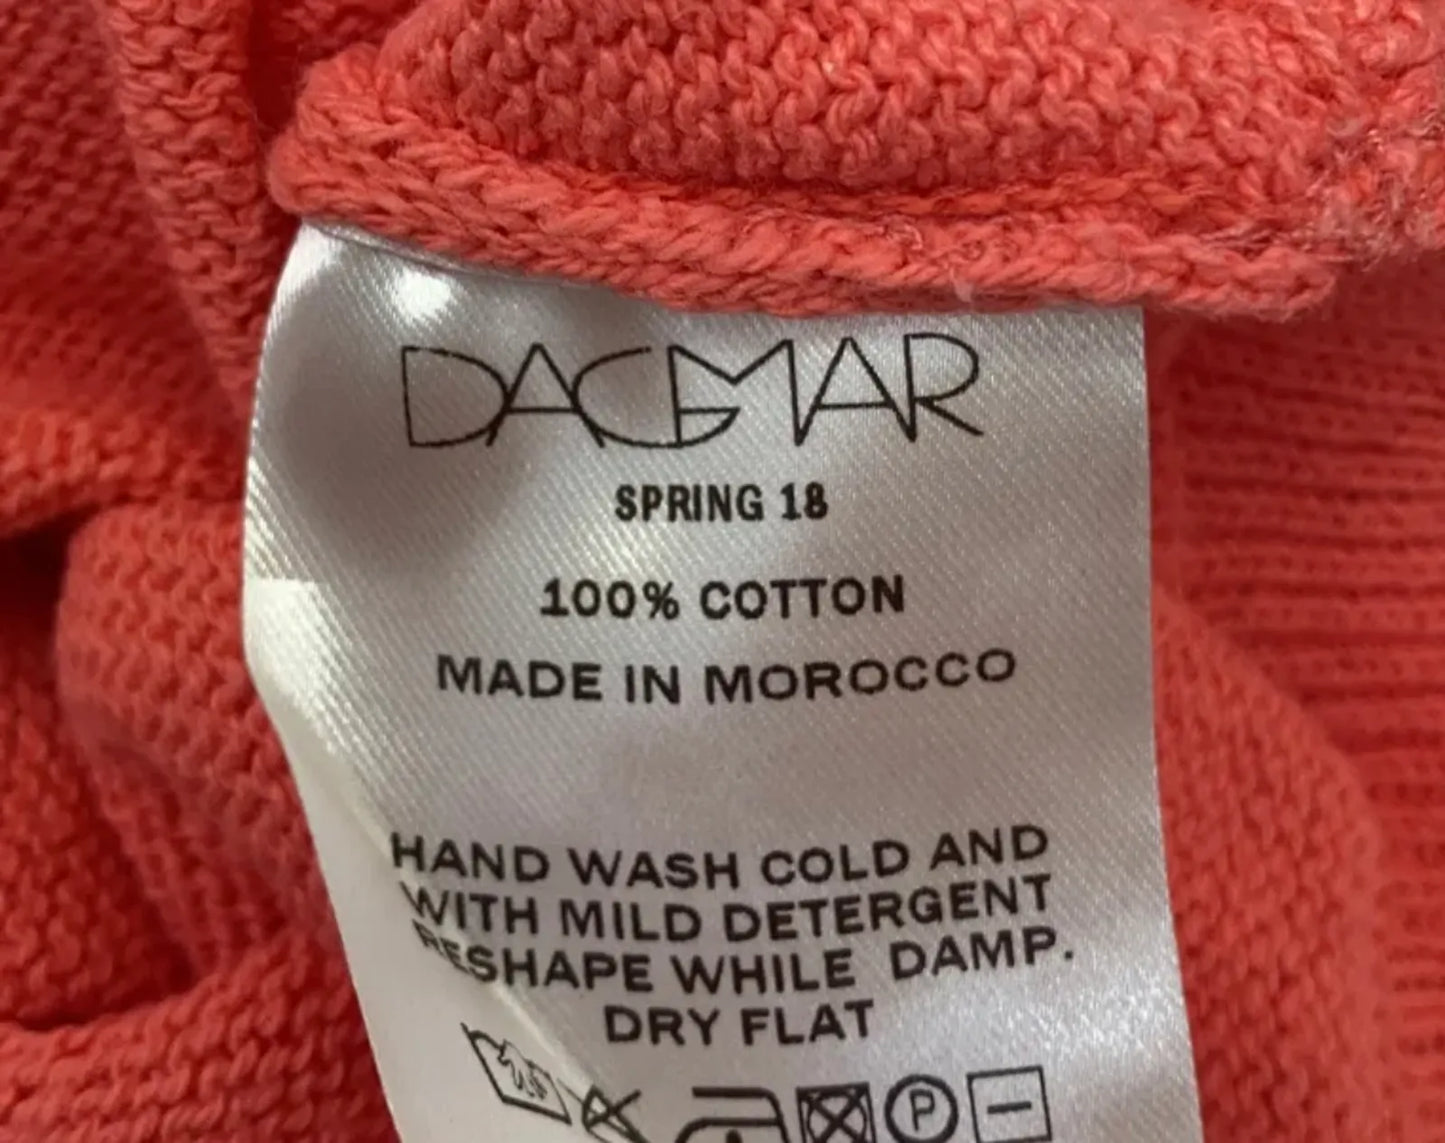 DAGMAR
SPRING 18
100% COTTON
MADE IN MOROCCO
HAND WASH COLD AND
WITH MILD DETERGENT
RESHAPE WHILE DAMP.
DRY FLAT
P